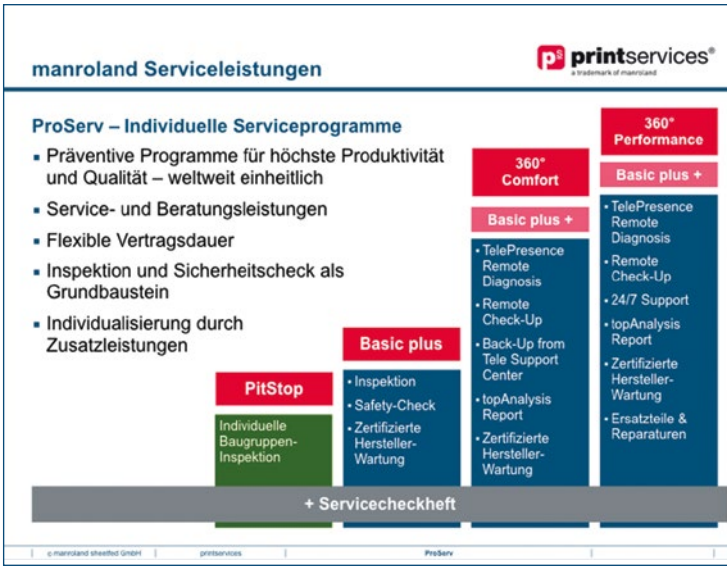 manroland Serviceleistungen
ps printservices®
a trademark of manroland
ProServ – Individuelle Serviceprogramme
▪ Präventive Programme für höchste Produktivität
und Qualität – weltweit einheitlich
▪ Service- und Beratungsleistungen
▪ Flexible Vertragsdauer
▪ Inspektion und Sicherheitscheck als
Grundbaustein
▪ Individualisierung durch
Zusatzleistungen
PitStop
Individuelle
Baugruppen-
Inspektion
Basic plus
• Inspektion
• Safety-Check
• Zertifizierte
Hersteller-
Wartung
360°
Comfort
Basic plus +
• TelePresence
Remote
Diagnosis
• Remote
Check-Up
• Back-Up from
Tele Support
Center
• topAnalysis
Report
• Zertifizierte
Hersteller-
Wartung
360°
Performance
Basic plus +
• TelePresence
Remote
Diagnosis
• Remote
Check-Up
• 24/7 Support
• topAnalysis
Report
• Zertifizierte
Hersteller-
Wartung
• Ersatzteile &
Reparaturen
+ Servicecheckheft
| c manroland sheetfed GmbH | printservices | ProServ | |